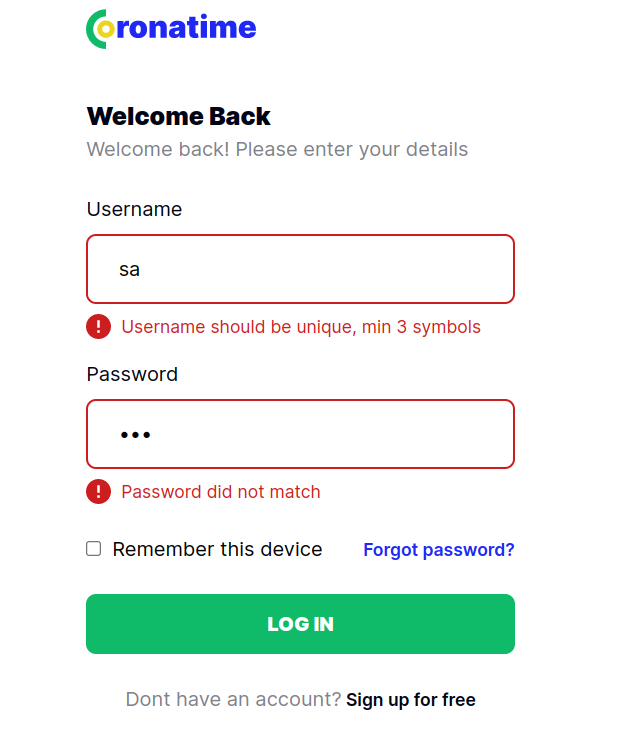 Coronatime
Welcome Back
Welcome back! Please enter your details
Username
sa
Username should be unique, min 3 symbols
Password
•••
Password did not match
Remember this device Forgot password?
LOG IN
Dont have an account? Sign up for free